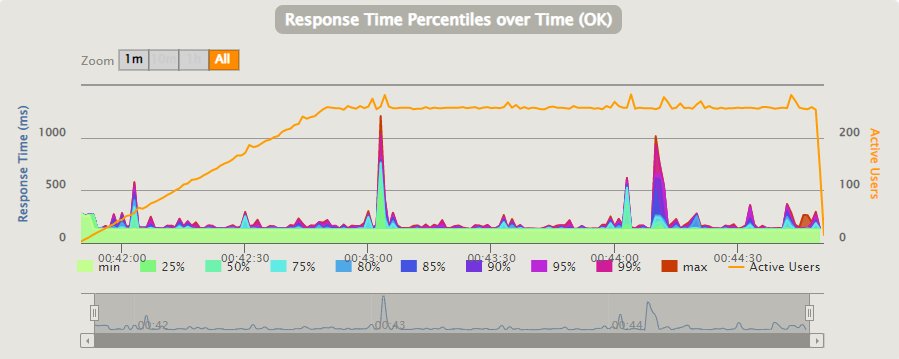 Response Time Percentiles over Time (OK)
Zoom 1m 10m 1h All
Response Time (ms)
1000
500
0
200
100
0
Active Users
00:42:00 00:42:30 00:43:00 00:43:30 00:44:00 00:44:30
min 25% 50% 75% 80% 85% 90% 95% 99% max Active Users
00:42 00:43 00:44